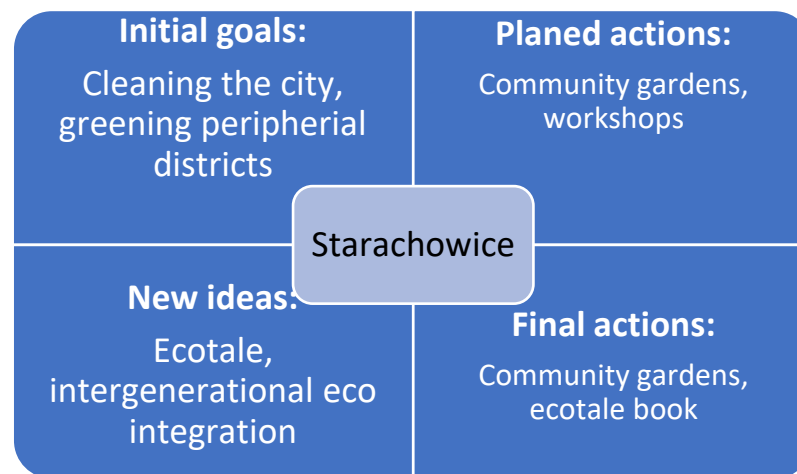 Initial goals:
Cleaning the city,
greening peripherial
districts
Planed actions:
Community gardens,
workshops
Starachowice
New ideas:
Ecotale,
intergenerational eco
integration
Final actions:
Community gardens,
ecotale book